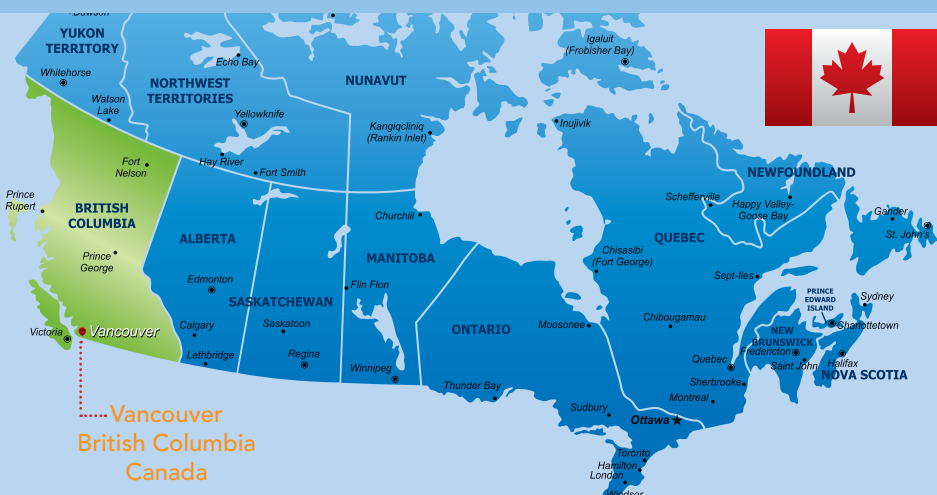 Dawson
YUKON
TERRITORY
Whitehorse
Watson
Lake
Echo Bay
NORTHWEST
TERRITORIES
Yellowknife
Hay River
Fort Smith
NUNAVUT
Kangiqcliniq
(Rankin Inlet)
Igaluit
(Frobisher Bay)
Inujivik
Fort
Nelson
Prince
Rupert
BRITISH
COLUMBIA
Prince
George
Victoria
Vancouver
ALBERTA
Edmonton
Calgary
Lethbridge
SASKATCHEWAN
Saskatoon
Regina
Churchill
MANITOBA
Flin Flon
Winnipeg
ONTARIO
Moosonee
Thunder Bay
Sudbury
Ottawa
Toronto
Hamilton
London
Windsor
QUEBEC
Schefferville
Chisasibi
(Fort George)
Sept-Iles
Chibougamau
Quebec
Sherbrooke
Montreal
NEWFOUNDLAND
Happy Valley-
Goose Bay
Gander
St. John's
PRINCE
EDWARD
ISLAND
Sydney
Charlottetown
NEW
BRUNSWICK
Fredericton
Saint John
Halifax
NOVA SCOTIA
Vancouver
British Columbia
Canada